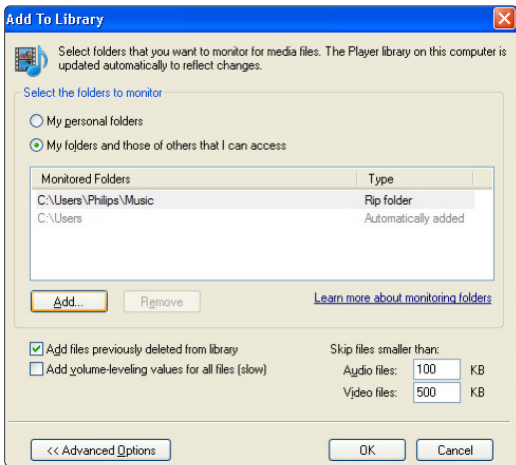 Add To Library
Select folders that you want to monitor for media files. The Player library on this computer is
updated automatically to reflect changes.
Select the folders to monitor
My personal folders
My folders and those of others that I can access
Monitored Folders Type
C:\Users\Philips\Music Rip folder
C:\Users Automatically added
Add... Remove Learn more about monitoring folders
Add files previously deleted from library Skip files smaller than:
Add volume-leveling values for all files (slow) Audio files: 100 KB
Video files: 500 KB
<< Advanced Options OK Cancel